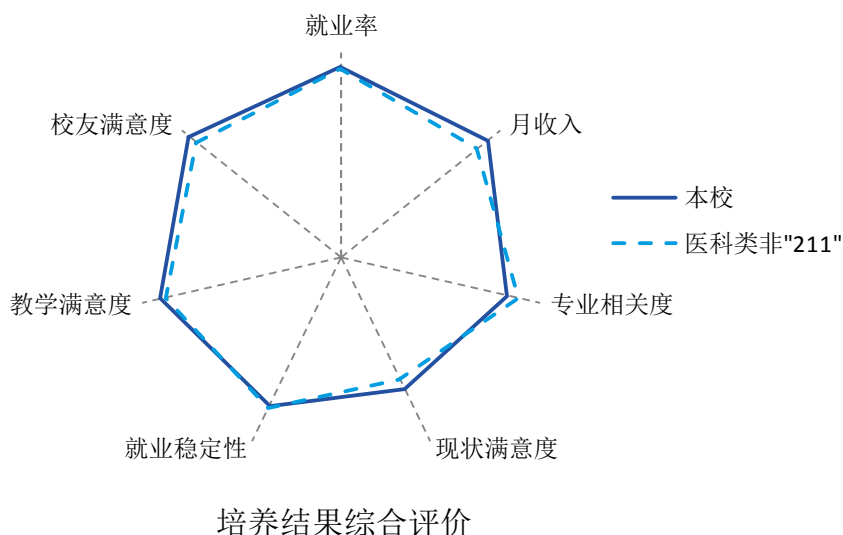 就业率
校友满意度
月收入
本校
医科类非"211"
教学满意度
专业相关度
就业稳定性
现状满意度
培养结果综合评价